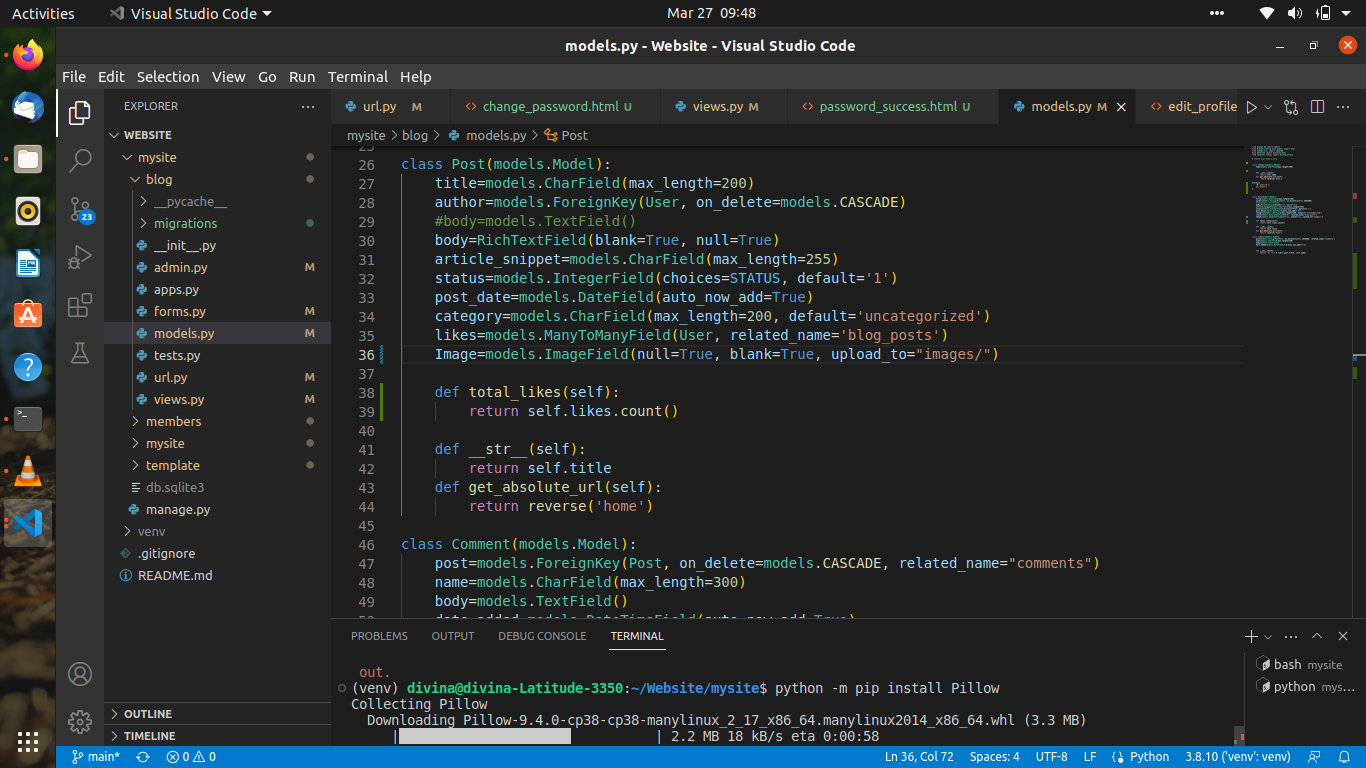 Activities
Visual Studio Code
Mar 27 09:48
models.py - Website - Visual Studio Code
File Edit Selection View Go Run Terminal Help
EXPLORER
WEBSITE
mysite
blog
__pycache__
migrations
__init__.py
admin.py M
apps.py
forms.py M
models.py M
tests.py
url.py M
views.py M
members
mysite
template
db.sqlite3
manage.py
venv
.gitignore
README.md
OUTLINE
TIMELINE
23
url.py M
change_password.html U
views.py M
password_success.html U
models.py M
edit_profile
mysite > blog > models.py > Post
26 class Post(models.Model):
27 title=models.CharField(max_length=200)
28 author=models.ForeignKey(User, on_delete=models.CASCADE)
29 #body=models.TextField()
30 body=RichTextField(blank=True, null=True)
31 article_snippet=models.CharField(max_length=255)
32 status=models.IntegerField(choices=STATUS, default='1')
33 post_date=models.DateField(auto_now_add=True)
34 category=models.CharField(max_length=200, default='uncategorized')
35 likes=models.ManyToManyField(User, related_name='blog_posts')
36 Image=models.ImageField(null=True, blank=True, upload_to="images/")
37
38 def total_likes(self):
39 return self.likes.count()
40
41 def __str__(self):
42 return self.title
43 def get_absolute_url(self):
44 return reverse('home')
45
46 class Comment(models.Model):
47 post=models.ForeignKey(Post, on_delete=models.CASCADE, related_name="comments")
48 name=models.CharField(max_length=300)
49 body=models.TextField()
PROBLEMS OUTPUT DEBUG CONSOLE TERMINAL
out.
(venv) divina@divina-Latitude-3350:~/Website/mysite$ python -m pip install Pillow
Collecting Pillow
Downloading Pillow-9.4.0-cp38-cp38-manylinux_2_17_x86_64.manylinux2014_x86_64.whl (3.3 MB)
| | 2.2 MB 18 kB/s eta 0:00:58
bash mysite
python mys...
main* 0 0 Ln 36, Col 72 Spaces: 4 UTF-8 LF Python 3.8.10 ('venv': venv)